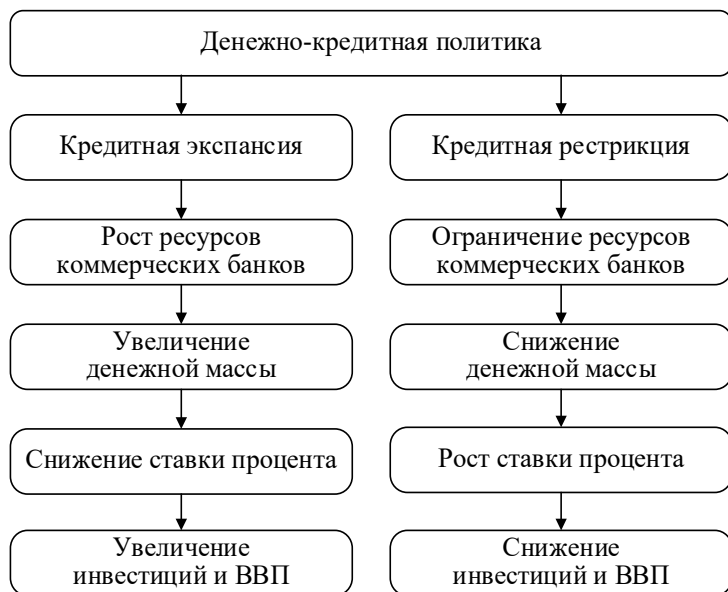 Денежно-кредитная политика
Кредитная экспансия
Кредитная рестрикция
Рост ресурсов
коммерческих банков
Ограничение ресурсов
коммерческих банков
Увеличение
денежной массы
Снижение
денежной массы
Снижение ставки процента
Рост ставки процента
Увеличение
инвестиций и ВВП
Снижение
инвестиций и ВВП